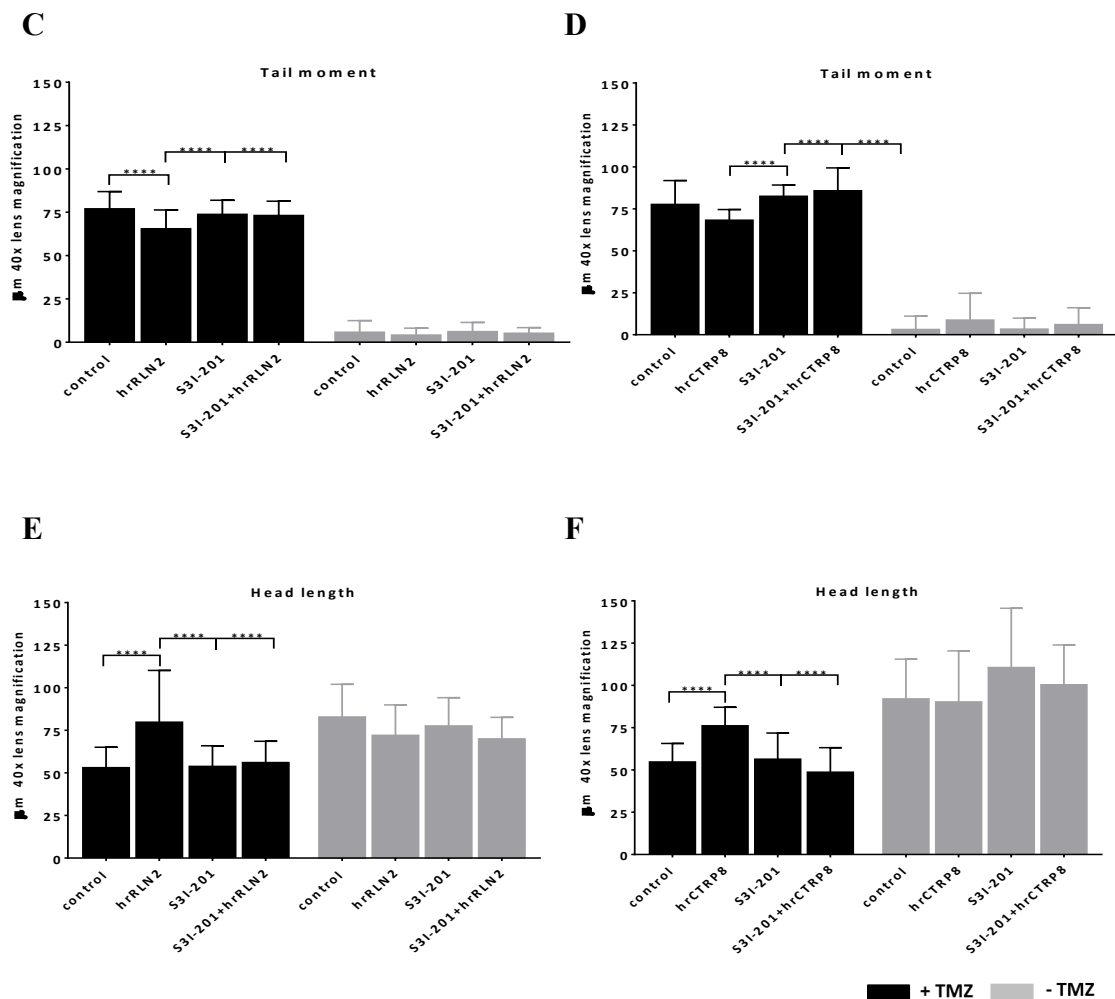 C
Tail moment
µm 40x lens magnification
150
125
100
75
50
25
0
**** **** ****
control
hrRLN2
S3I-201
S3I-201+hrRLN2
control
hrRLN2
S3I-201
S3I-201+hrRLN2
D
Tail moment
µm 40x lens magnification
150
125
100
75
50
25
0
**** **** ****
control
hrCTRP8
S3I-201
S3I-201+hrCTRP8
control
hrCTRP8
S3I-201
S3I-201+hrCTRP8
E
Head length
µm 40x lens magnification
150
125
100
75
50
25
0
**** **** ****
control
hrRLN2
S3I-201
S3I-201+hrRLN2
control
hrRLN2
S3I-201
S3I-201+hrRLN2
F
Head length
µm 40x lens magnification
150
125
100
75
50
25
0
**** **** ****
control
hrCTRP8
S3I-201
S3I-201+hrCTRP8
control
hrCTRP8
S3I-201
S3I-201+hrCTRP8
+ TMZ - TMZ